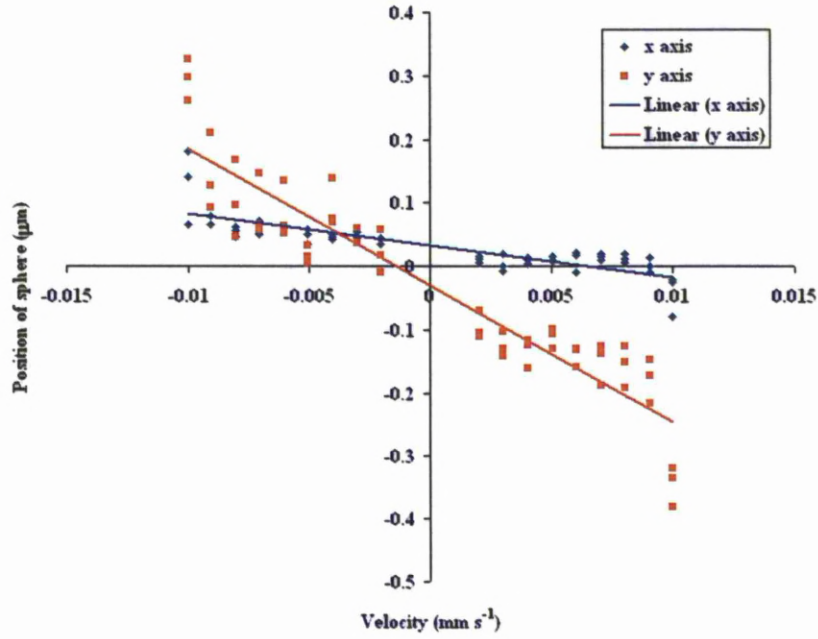 0.4
0.3
0.2
0.1
0
-0.1
-0.2
-0.3
-0.4
-0.5
-0.015
-0.01
-0.005
0
0.005
0.01
0.015
x axis
y axis
Linear (x axis)
Linear (y axis)
Position of sphere (μm)
Velocity (mm s⁻¹)